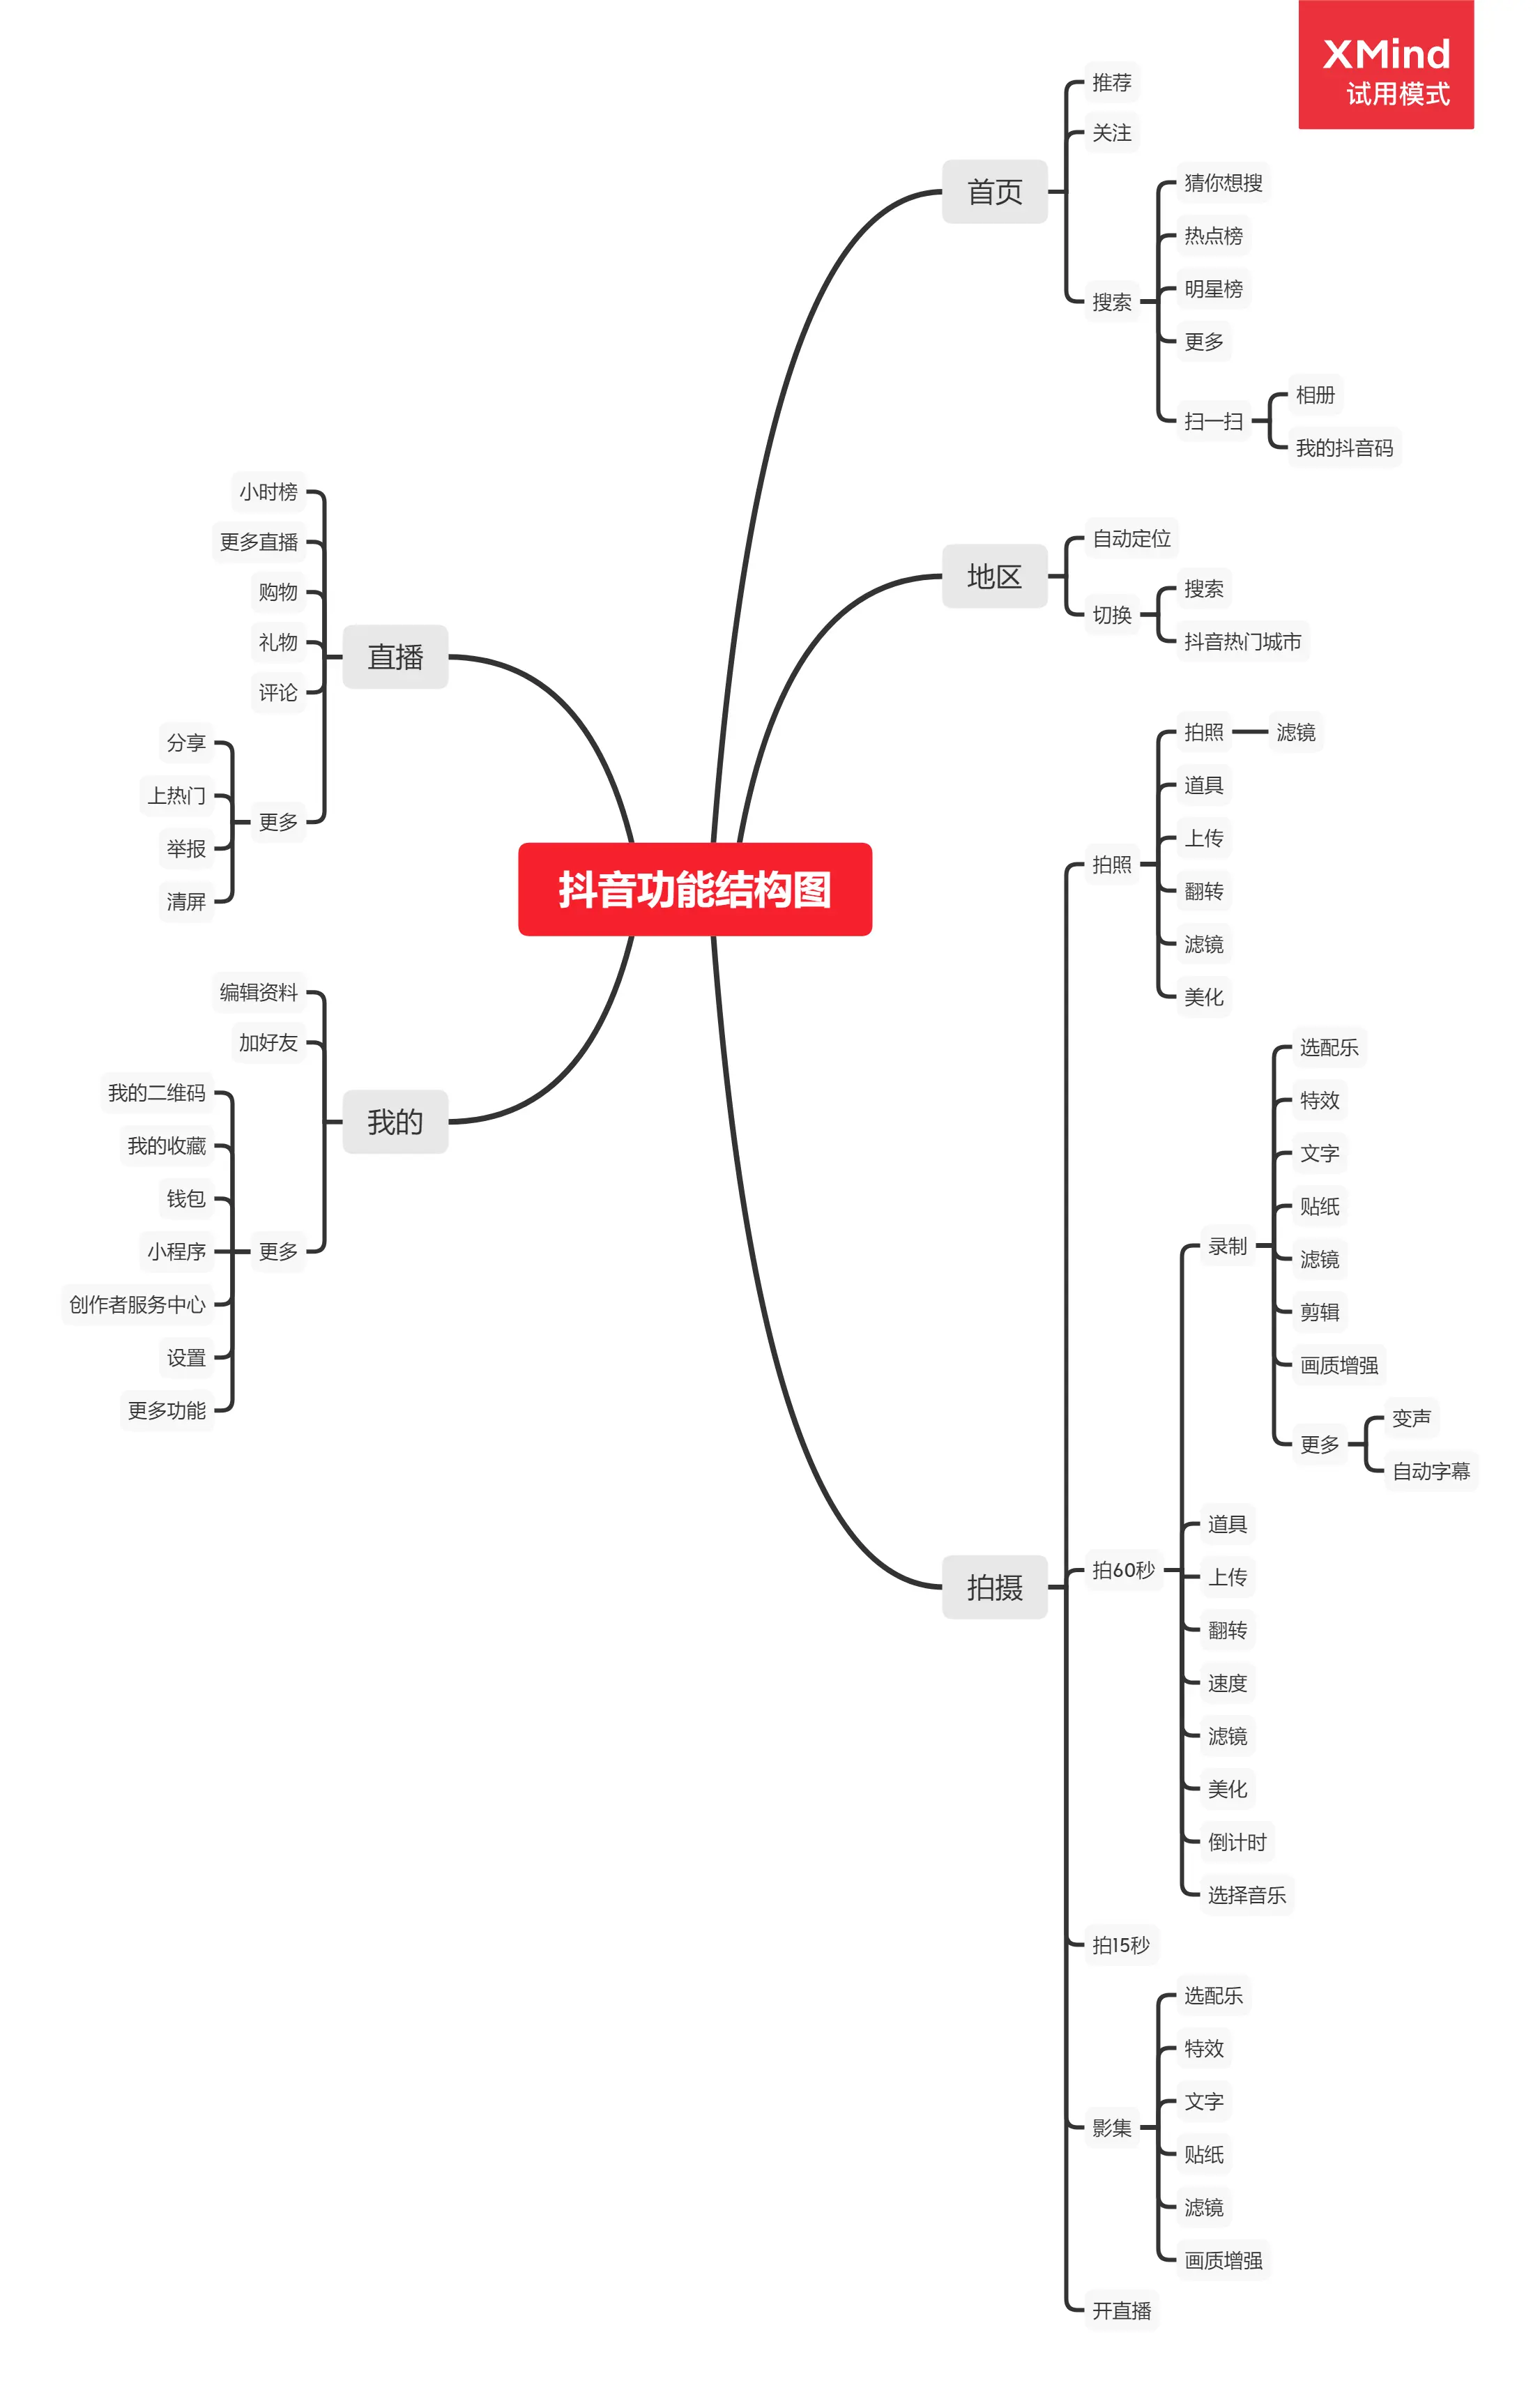 XMind
试用模式
抖音功能结构图
首页
推荐
关注
搜索
猜你想搜
热点榜
明星榜
更多
扫一扫
相册
我的抖音码
地区
自动定位
切换
搜索
抖音热门城市
拍摄
拍照
拍照
滤镜
道具
上传
翻转
滤镜
美化
拍60秒
录制
选配乐
特效
文字
贴纸
滤镜
剪辑
画质增强
更多
变声
自动字幕
道具
上传
翻转
速度
滤镜
美化
倒计时
选择音乐
拍15秒
影集
选配乐
特效
文字
贴纸
滤镜
画质增强
开直播
直播
小时榜
更多直播
购物
礼物
评论
更多
分享
上热门
举报
清屏
我的
编辑资料
加好友
更多
我的二维码
我的收藏
钱包
小程序
创作者服务中心
设置
更多功能